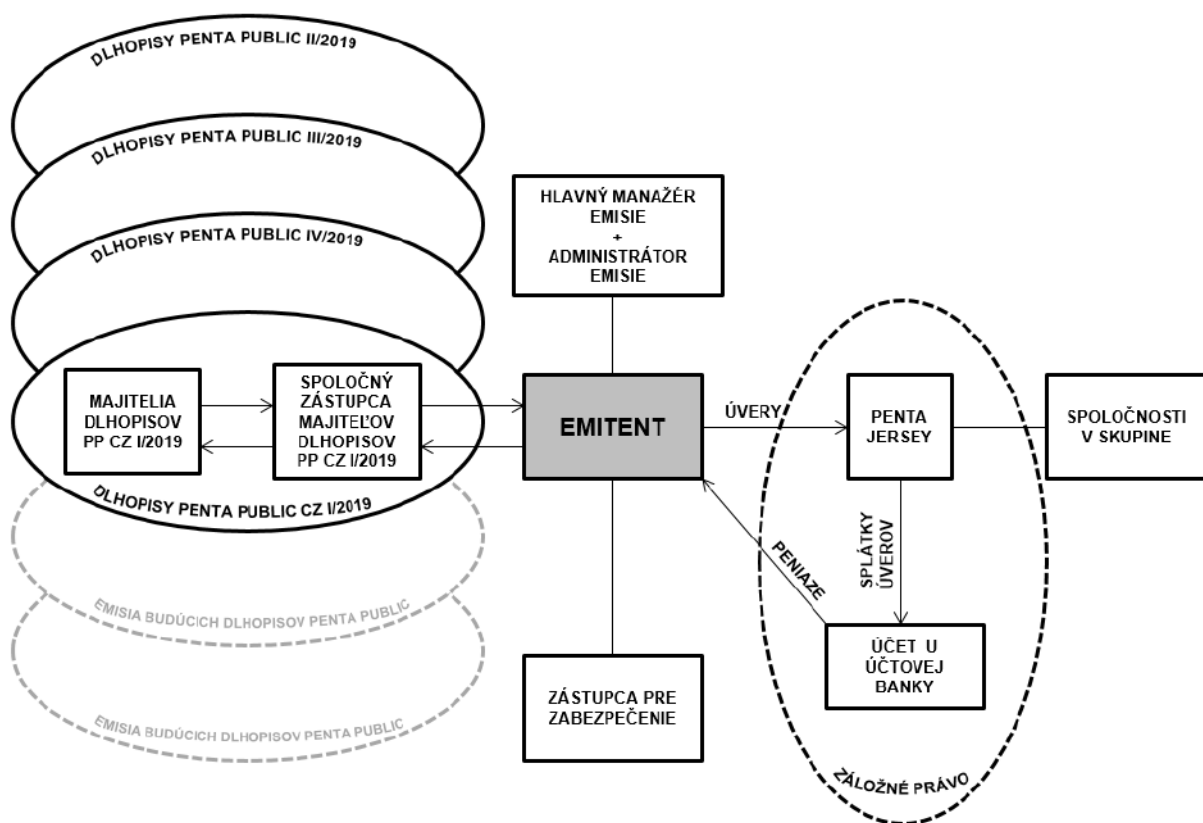 DLHOPISY PENTA PUBLIC II/2019
DLHOPISY PENTA PUBLIC III/2019
DLHOPISY PENTA PUBLIC IV/2019
HLAVNÝ MANAŽÉR
EMISIE
+
ADMINISTRÁTOR
EMISIE
MAJITELIA
DLHOPISOV
PP CZ I/2019
SPOLOČNÝ
ZÁSTUPCA
MAJITEĽOV
DLHOPISOV
PP CZ I/2019
EMITENT
ÚVERY
PENTA
JERSEY
SPOLOČNOSTI
V SKUPINE
DLHOPISY PENTA PUBLIC CZ I/2019
PENIAZE
SPLÁTKY
ÚVEROV
EMISIA BUDÚCICH DLHOPISOV PENTA PUBLIC
ÚČET U
ÚČTOVEJ
BANKY
ZÁSTUPCA PRE
ZABEZPEČENIE
EMISIA BUDÚCICH DLHOPISOV PENTA PUBLIC
ZÁLOŽNÉ PRÁVO